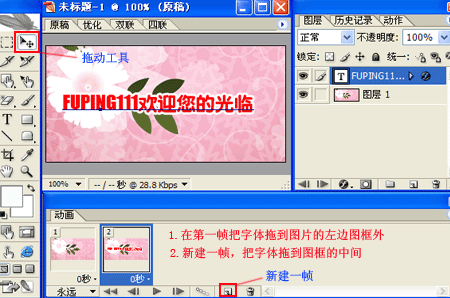 未标题-1 @ 100% (原稿)
原稿 优化 双联 四联
拖动工具
FUPING111欢迎您的光临
100% -- / -- 秒 @ 28.8 Kbps
图层 历史记录 动作
正常 不透明度: 100%
锁定: 统一:
T FUPING11...
图层 1
动画
1 2
0秒 0秒
永远
1. 在第一帧把字体拖到图片的左边图框外
2. 新建一帧，把字体拖到图框的中间
新建一帧